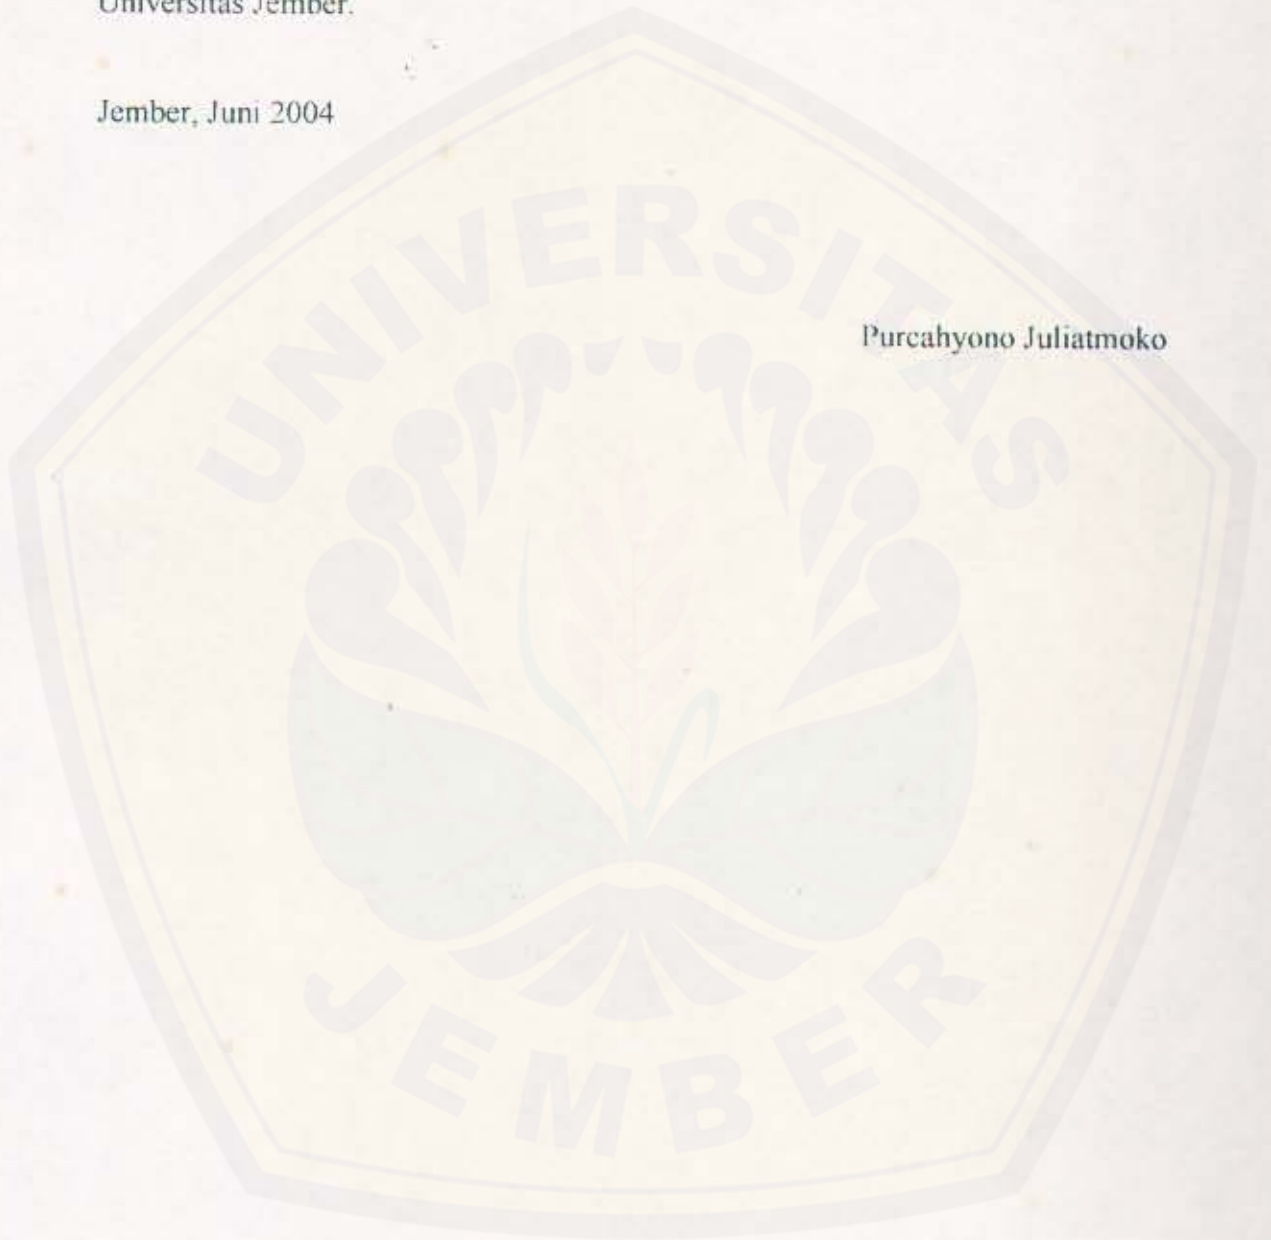 Universitas Jember.
Jember, Juni 2004
Purcahyono Juliatmoko
UNIVERSITAS
JEMBER